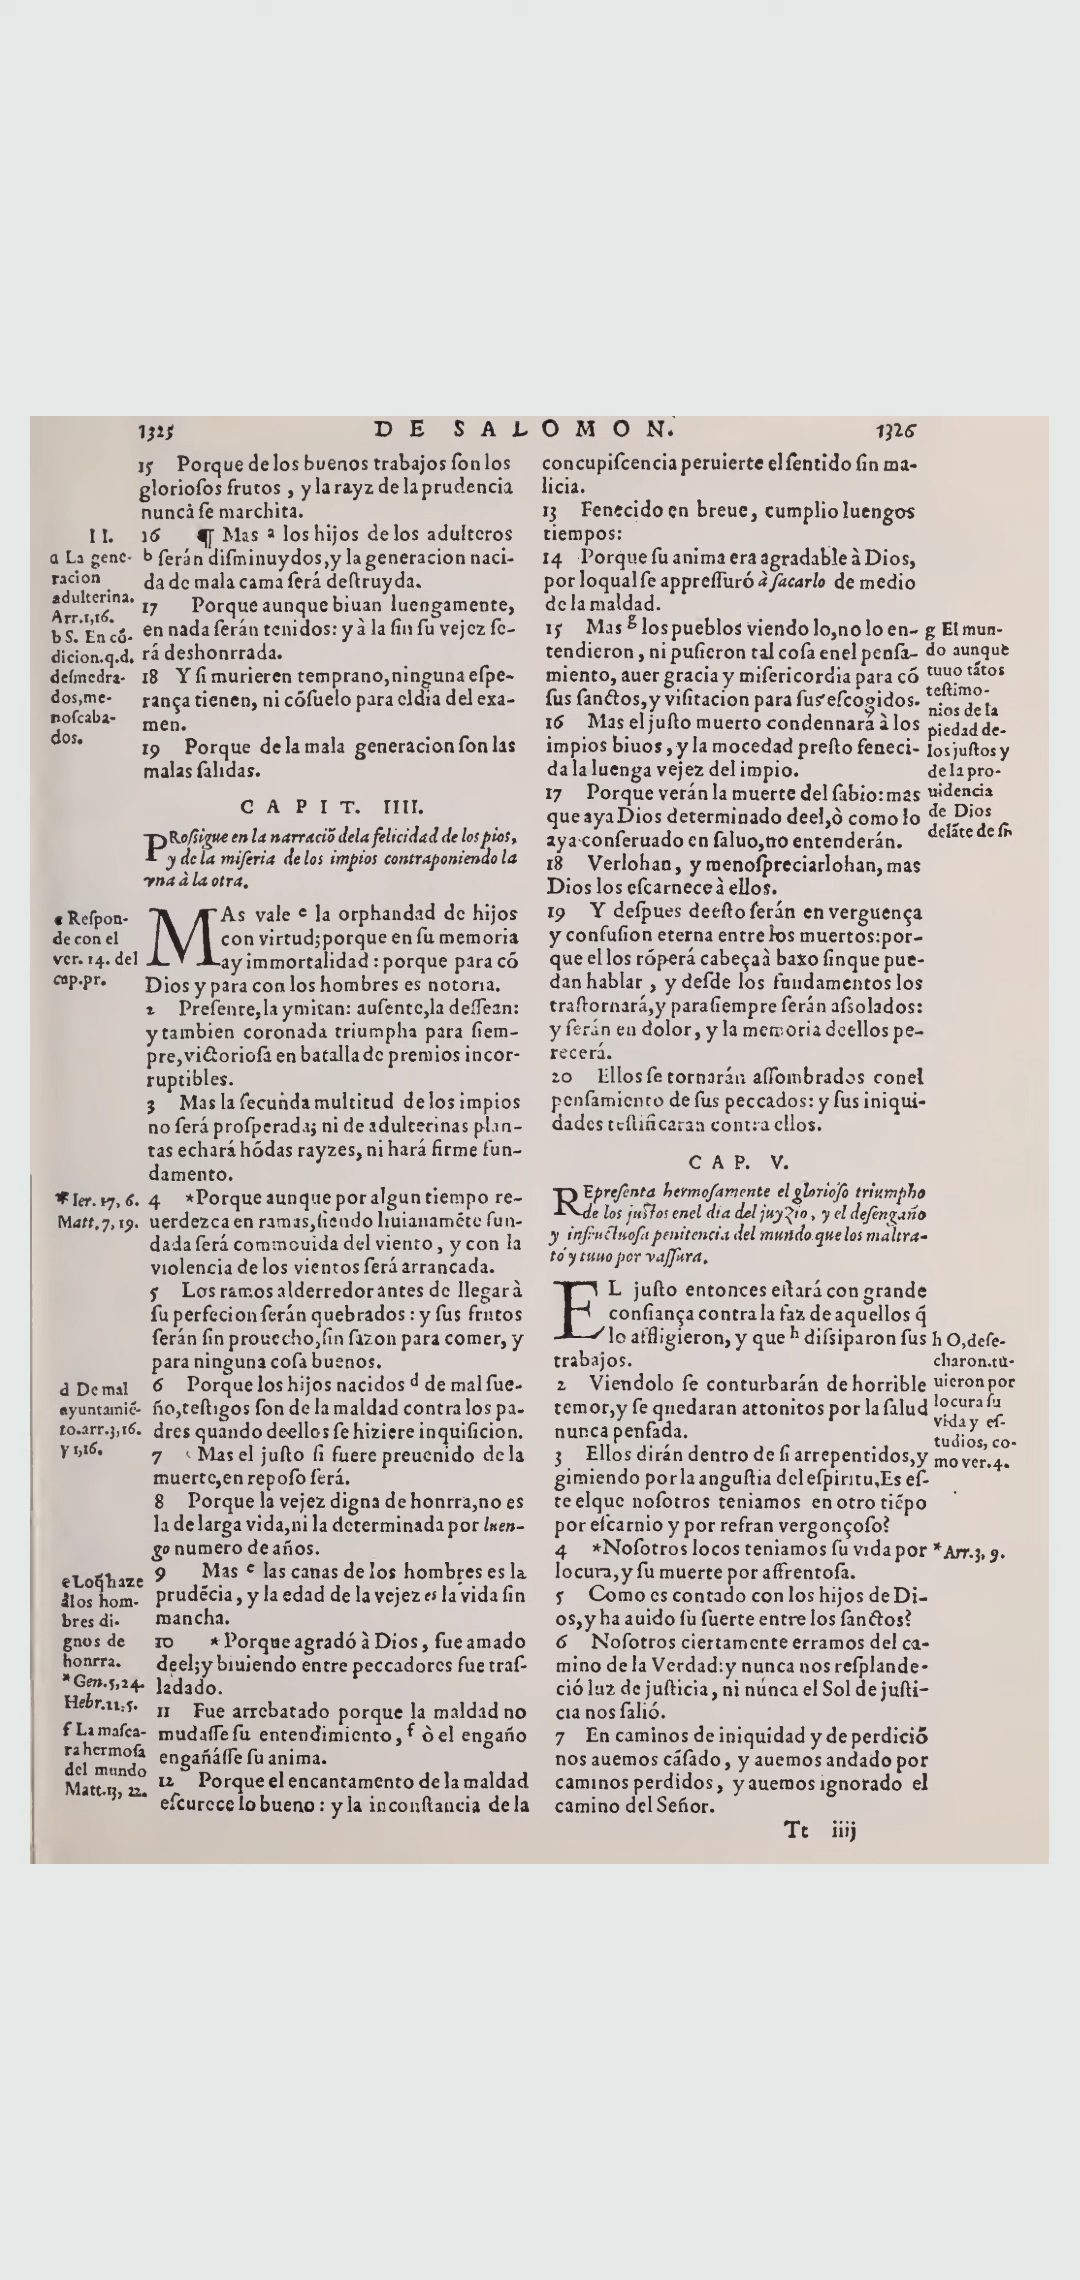 1325
DE SALOMON.
1326
15 Porque de los buenos trabajos ſon los
glorioſos frutos , y la rayz de la prudencia
nuncà ſe marchita.
II.
16 ¶ Mas ª los hijos de los adulteros
b ſerán diſminuydos,y la generacion naci-
da de mala cama ſerá deſtruyda.
17 Porque aunque biuan luengamente,
en nada ſerán tenidos: y à la fin ſu vejez ſe-
rá deshonrrada.
18 Y ſi murieren temprano,ninguna eſpe-
rança tienen, ni cõſuelo para eldia del exa-
men.
19 Porque de la mala generacion ſon las
malas ſalidas.
a La gene-
racion
adulterina.
Arr.1,16.
b S. En cõ-
dicion.q.d.
deſmedra-
dos,me-
noſcaba-
dos.
CAPIT. IIII.
PRoſsigue en la narraciõ dela felicidad de los pios,
y de la miſeria de los impios contraponiendo la
vna à la otra.
MAs vale c la orphandad de hijos
con virtud;porque en ſu memoria
ay immortalidad : porque para cõ
Dios y para con los hombres es notoria.
2 Preſente,la ymitan: auſente,la deſſean:
y tambien coronada triumpha para ſiem-
pre,victorioſa en batalla de premios incor-
ruptibles.
3 Mas la fecunda multitud de los impios
no ſerá proſperada; ni de adulterinas plan-
tas echará hõdas rayzes, ni hará firme fun-
damento.
4 *Porque aunque por algun tiempo re-
uerdezca en ramas,ſiendo liuianamẽte fun-
dada ſerá commouida del viento , y con la
violencia de los vientos ſerá arrancada.
5 Los ramos alderredor antes de llegar à
ſu perfecion ſerán quebrados : y ſus frutos
ſerán ſin prouecho,ſin ſazon para comer, y
para ninguna coſa buenos.
6 Porque los hijos nacidos d de mal ſue-
ño,teſtigos ſon de la maldad contra los pa-
dres quando deellos ſe hiziere inquiſicion.
7 Mas el juſto ſi fuere preuenido de la
muerte,en repoſo ſerá.
8 Porque la vejez digna de honrra,no es
la de larga vida,ni la determinada por luen-
go numero de años.
9 Mas e las canas de los hombres es la
prudẽcia , y la edad de la vejez es la vida ſin
mancha.
10 * Porque agradó à Dios , fue amado
deel;y biuiendo entre peccadores fue traſ-
ladado.
11 Fue arrebatado porque la maldad no
mudaſſe ſu entendimiento, f ò el engaño
engañáſſe ſu anima.
12 Porque el encantamento de la maldad
eſcurece lo bueno : y la inconſtancia de la
c Reſpon-
de con el
ver. 14. del
cap.pr.
* Ier. 17, 6.
Matt. 7, 19.
d De mal
ayuntamiẽ-
to.arr.3,16.
y 1,16.
e Loq̃ haze
àlos hom-
bres di-
gnos de
honrra.
* Gen.5,24.
Hebr.11,5.
f La maſca-
ra hermoſa
del mundo
Matt.13, 22.
concupiſcencia peruierte el ſentido ſin ma-
licia.
13 Fenecido en breue , cumplio luengos
tiempos:
14 Porque ſu anima era agradable à Dios,
por loqual ſe appreſſuró à ſacarlo de medio
de la maldad.
15 Mas g los pueblos viendo lo,no lo en-
tendieron , ni puſieron tal coſa enel penſa-
miento, auer gracia y miſericordia para cõ
ſus ſanctos,y viſitacion para ſus eſcogidos.
16 Mas el juſto muerto condennará à los
impios biuos , y la mocedad preſto feneci-
da la luenga vejez del impio.
17 Porque verán la muerte del ſabio:mas
que aya Dios determinado deel,ò como lo
aya conſeruado en ſaluo,no entenderán.
18 Verlohan, y menoſpreciarlohan, mas
Dios los eſcarnece à ellos.
19 Y deſpues deeſto ſerán en verguença
y confuſion eterna entre los muertos:por-
que el los rõperá cabeça à baxo ſinque pue-
dan hablar , y deſde los fundamentos los
traſtornará,y paraſiempre ſerán aſſolados:
y ſerán en dolor, y la memoria deellos pe-
recerá.
20 Ellos ſe tornarán aſſombrados conel
penſamiento de ſus peccados: y ſus iniqui-
dades teſtificaran contra ellos.
g El mun-
do aunque
tuuo tãtos
teſtimo-
nios de la
piedad de-
los juſtos y
de la pro-
uidencia
de Dios
delãte de ſi
CAP. V.
REpreſenta hermoſamente el glorioſo triumpho
de los juſtos enel dia del juyzio , y el deſengaño
y inſructuoſa penitencia del mundo que los maltra-
tó y tuuo por vaſſura.
EL juſto entonces eſtará con grande
confiança contra la faz de aquellos q̃
lo affligieron, y que h diſsiparon ſus
trabajos.
2 Viendolo ſe conturbarán de horrible
temor,y ſe quedaran attonitos por la ſalud
nunca penſada.
3 Ellos dirán dentro de ſi arrepentidos,y
gimiendo por la anguſtia del eſpiritu,Es eſ-
te elque noſotros teniamos en otro tiẽpo
por eſcarnio y por refran vergonçoſo?
4 *Noſotros locos teniamos ſu vida por
locura,y ſu muerte por affrentoſa.
5 Como es contado con los hijos de Di-
os,y ha auido ſu ſuerte entre los ſanctos?
6 Noſotros ciertamente erramos del ca-
mino de la Verdad:y nunca nos reſplande-
ció luz de juſticia , ni nunca el Sol de juſti-
cia nos ſalió.
7 En caminos de iniquidad y de perdiciõ
nos auemos cãſado, y auemos andado por
caminos perdidos , y auemos ignorado el
camino del Señor.
h O,deſe-
charon.tu-
uieron por
locura ſu
vida y eſ-
tudios, co-
mo ver.4.
* Arr.3, 9.
Tt iiij